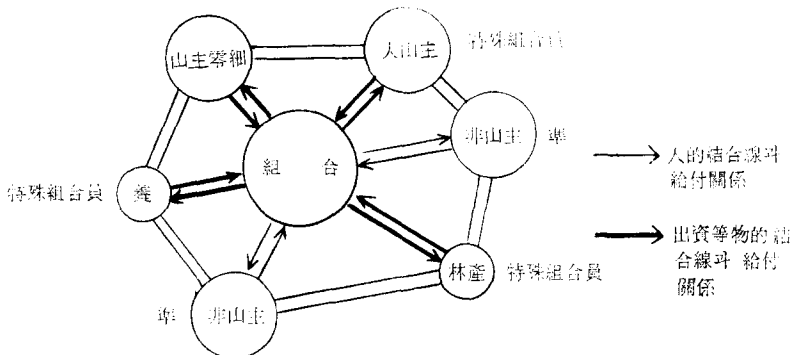 山主零細
大山主
特殊組合員
非山主
準
組 合
特殊組合員
養
林産
特殊組合員
準
非山主
人的結合線과
給付關係
出資等物的 結
合線과 給付
關係